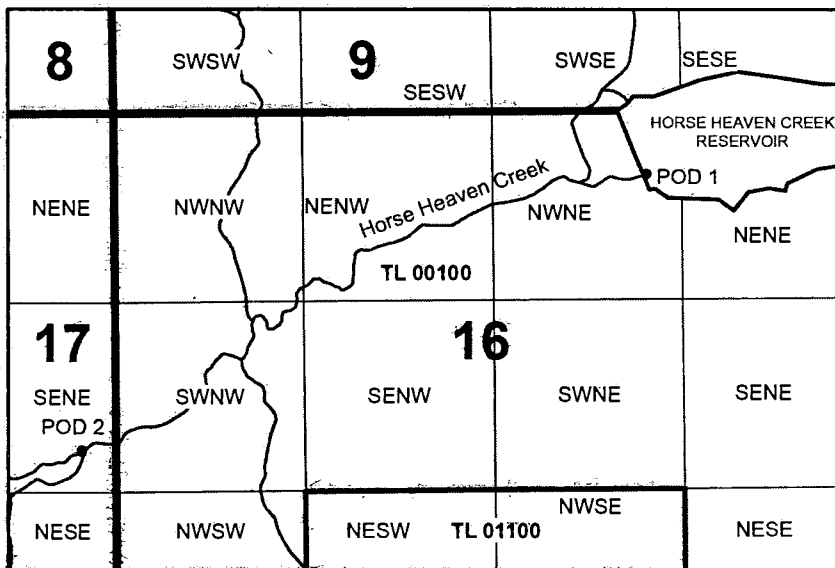 8
SWSW
9
SWSE
SESE
SESW
HORSE HEAVEN CREEK
RESERVOIR
POD 1
NENE
NWNW
NENW
Horse Heaven Creek
NWNE
NENE
TL 00100
17
16
SENE
SWNW
SENW
SWNE
SENE
POD 2
NESE
NWSW
NESW
TL 01100
NWSE
NESE